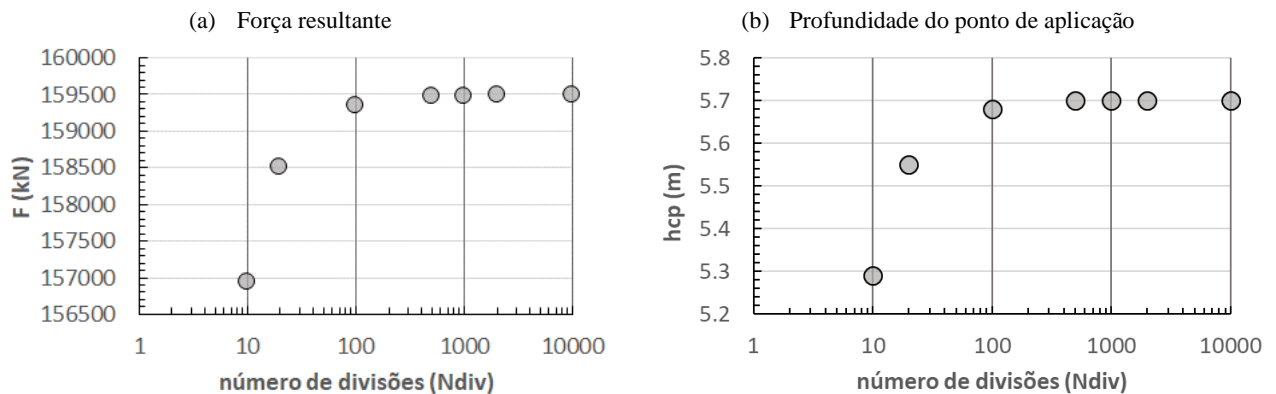 (a) Força resultante
160000
159500
159000
158500
158000
157500
157000
156500
F (kN)
1 10 100 1000 10000
número de divisões (Ndiv)
(b) Profundidade do ponto de aplicação
5.8
5.7
5.6
5.5
5.4
5.3
5.2
hcp (m)
1 10 100 1000 10000
número de divisões (Ndiv)